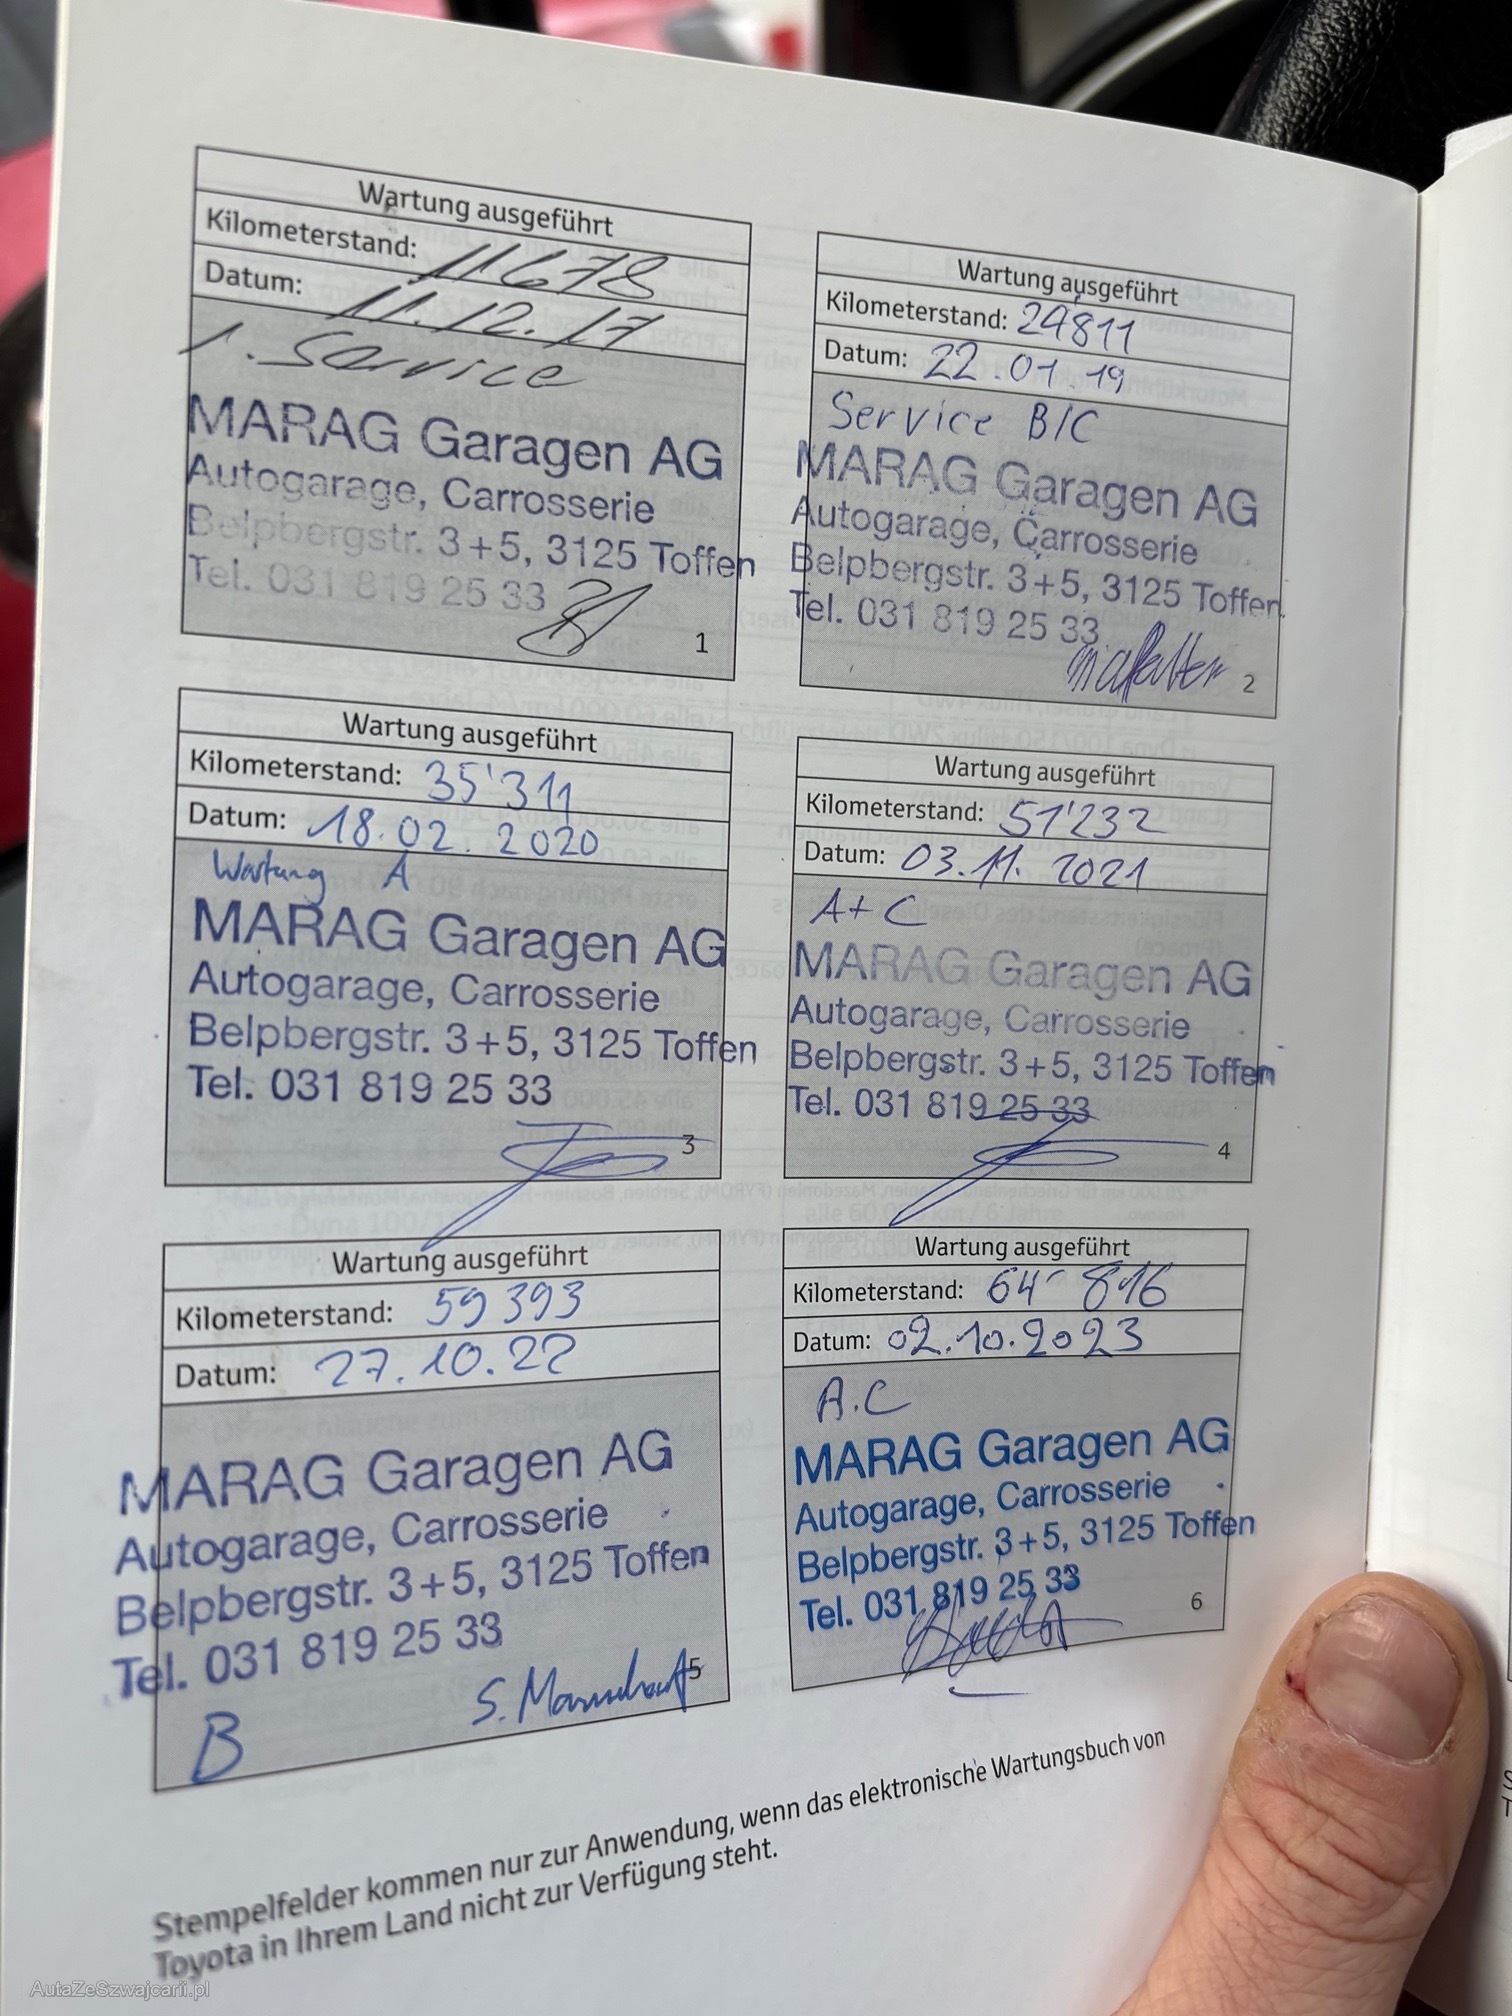 Wartung ausgeführt
Kilometerstand: 11678
Datum: 11.12.17
1. Service
MARAG Garagen AG
Autogarage, Carrosserie
Belpbergstr. 3+5, 3125 Toffen
Tel. 031 819 25 33
1
Wartung ausgeführt
Kilometerstand: 24811
Datum: 22.01.19
Service B/C
MARAG Garagen AG
Autogarage, Carrosserie
Belpbergstr. 3+5, 3125 Toffen
Tel. 031 819 25 33
2
Wartung ausgeführt
Kilometerstand: 35'311
Datum: 18.02.2020
Wartung A
MARAG Garagen AG
Autogarage, Carrosserie
Belpbergstr. 3+5, 3125 Toffen
Tel. 031 819 25 33
3
Wartung ausgeführt
Kilometerstand: 51'232
Datum: 03.11.2021
A+C
MARAG Garagen AG
Autogarage, Carrosserie
Belpbergstr. 3+5, 3125 Toffen
Tel. 031 819 25 33
4
Wartung ausgeführt
Kilometerstand: 59393
Datum: 27.10.22
MARAG Garagen AG
Autogarage, Carrosserie
Belpbergstr. 3+5, 3125 Toffen
Tel. 031 819 25 33
B S.
5
Wartung ausgeführt
Kilometerstand: 64-816
Datum: 02.10.2023
A.C
MARAG Garagen AG
Autogarage, Carrosserie
Belpbergstr. 3+5, 3125 Toffen
Tel. 031 819 25 33
6
Stempelfelder kommen nur zur Anwendung, wenn das elektronische Wartungsbuch von
Toyota in Ihrem Land nicht zur Verfügung steht.
AutaZeSzwajcarii.pl